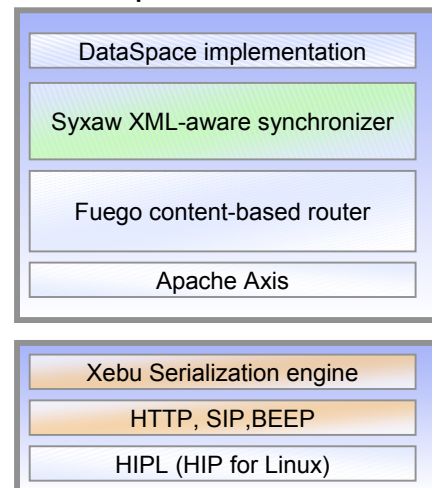 DataSpace implementation
Syxaw XML-aware synchronizer
Fuego content-based router
Apache Axis
Xebu Serialization engine
HTTP, SIP,BEEP
HIPL (HIP for Linux)